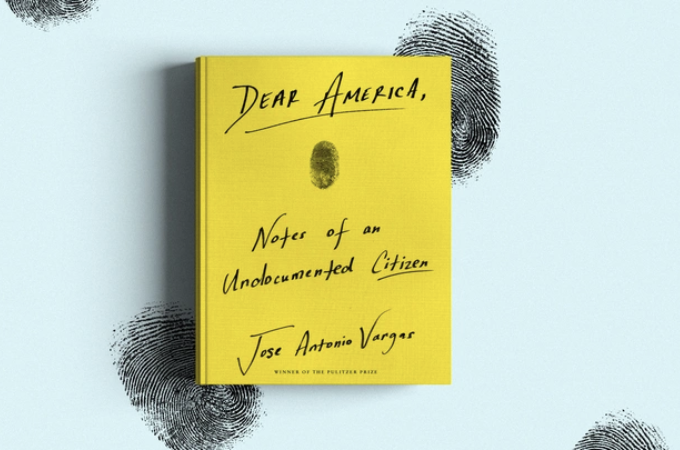 DEAR AMERICA,
Notes of an
Undocumented Citizen
Jose Antonio Vargas
WINNER OF THE PULITZER PRIZE